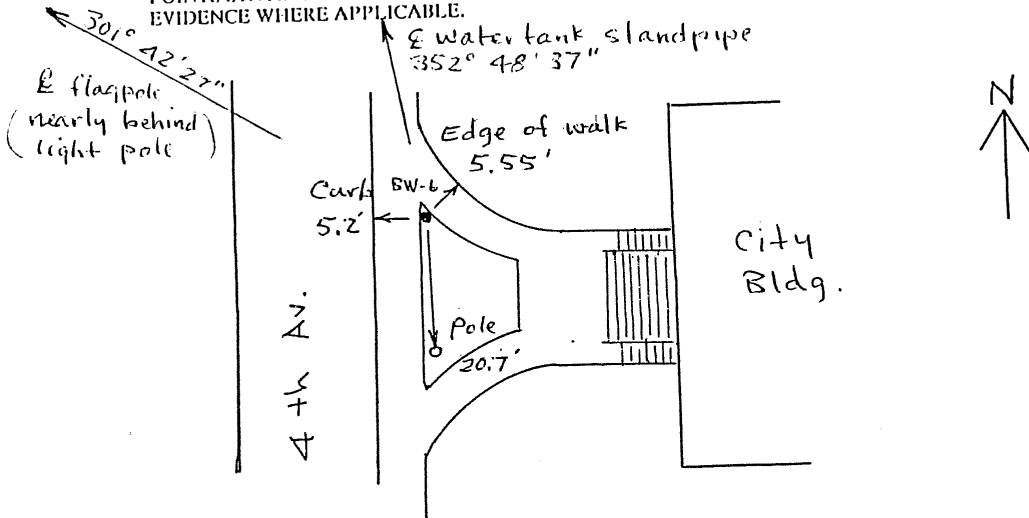 EVIDENCE WHERE APPLICABLE.
301° 42' 27"
℄ flagpole
(nearly behind
light pole)
℄ water tank standpipe
352° 48' 37"
N
Edge of walk
5.55'
Curb
5.2'
BW-6
City
Bldg.
Pole
20.7'
4th Av.